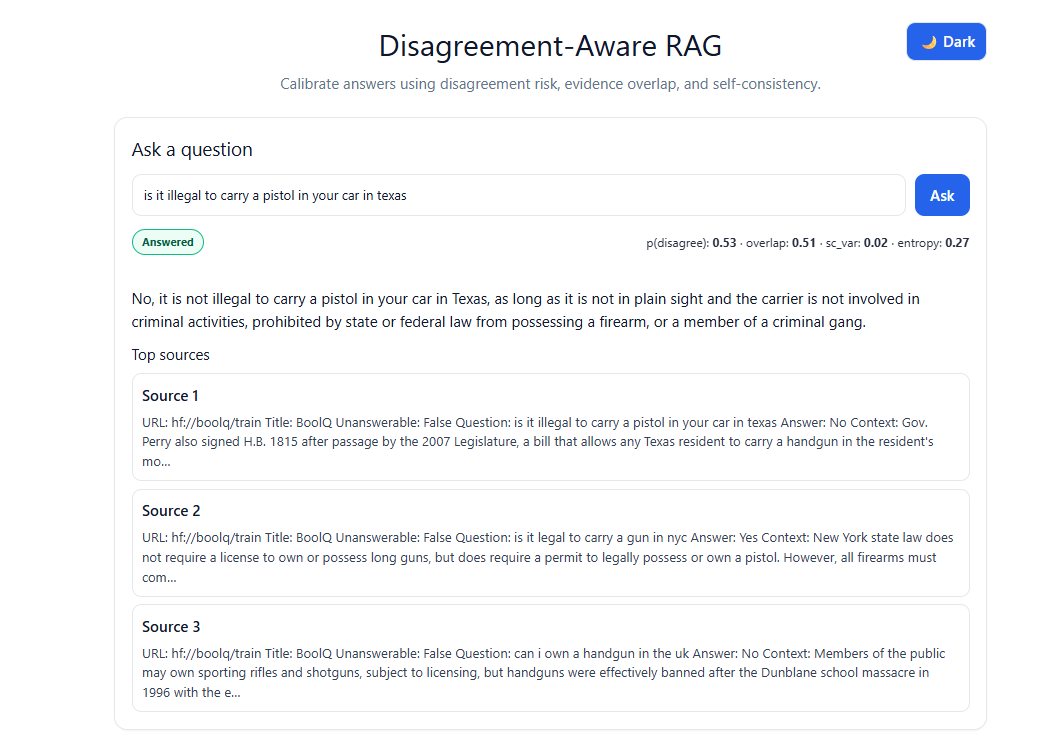 Disagreement-Aware RAG
🌙 Dark
Calibrate answers using disagreement risk, evidence overlap, and self-consistency.
Ask a question
is it illegal to carry a pistol in your car in texas
Ask
Answered
p(disagree): 0.53 · overlap: 0.51 · sc_var: 0.02 · entropy: 0.27
No, it is not illegal to carry a pistol in your car in Texas, as long as it is not in plain sight and the carrier is not involved in
criminal activities, prohibited by state or federal law from possessing a firearm, or a member of a criminal gang.
Top sources
Source 1
URL: hf://boolq/train Title: BoolQ Unanswerable: False Question: is it illegal to carry a pistol in your car in texas Answer: No Context: Gov.
Perry also signed H.B. 1815 after passage by the 2007 Legislature, a bill that allows any Texas resident to carry a handgun in the resident's
mo...
Source 2
URL: hf://boolq/train Title: BoolQ Unanswerable: False Question: is it legal to carry a gun in nyc Answer: Yes Context: New York state law does
not require a license to own or possess long guns, but does require a permit to legally possess or own a pistol. However, all firearms must
com...
Source 3
URL: hf://boolq/train Title: BoolQ Unanswerable: False Question: can i own a handgun in the uk Answer: No Context: Members of the public
may own sporting rifles and shotguns, subject to licensing, but handguns were effectively banned after the Dunblane school massacre in
1996 with the e...